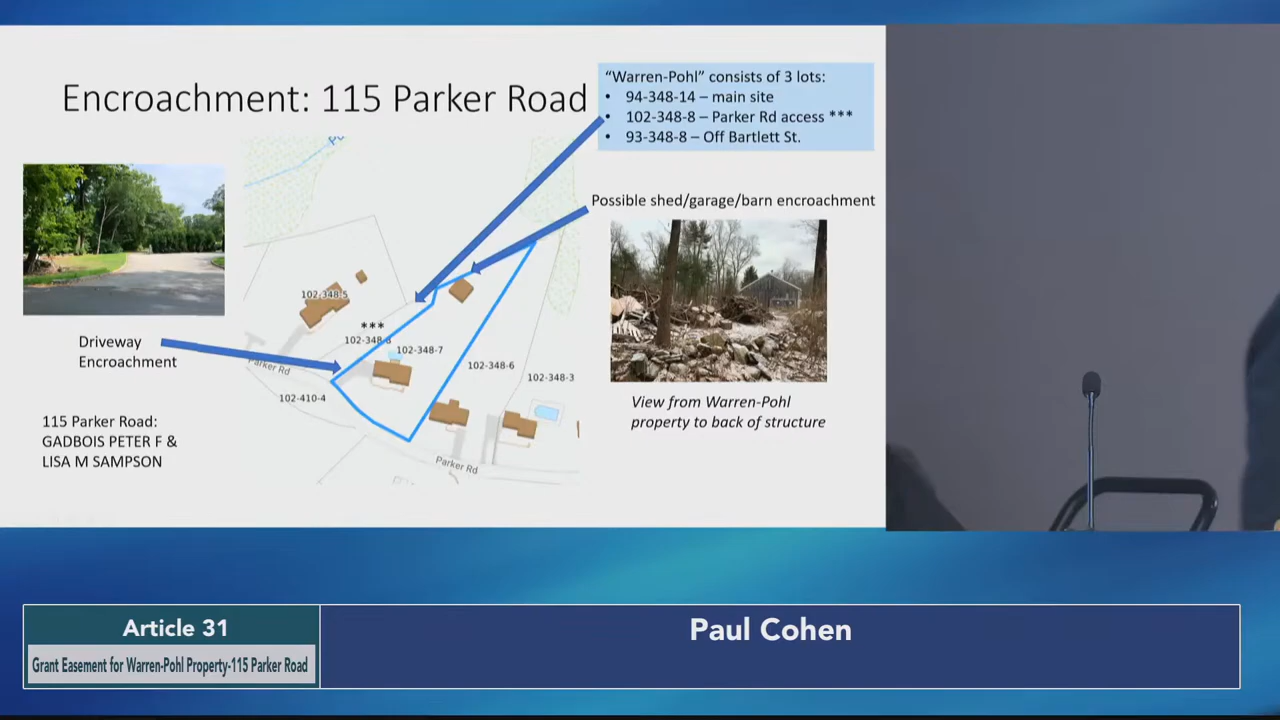 Encroachment: 115 Parker Road
“Warren-Pohl” consists of 3 lots:
• 94-348-14 – main site
• 102-348-8 – Parker Rd access ***
• 93-348-8 – Off Bartlett St.
Possible shed/garage/barn encroachment
102-348-5
***
102-348-8
102-348-7
102-348-6
102-348-3
Driveway
Encroachment
Parker Rd
102-410-4
View from Warren-Pohl
property to back of structure
115 Parker Road:
GADBOIS PETER F &
LISA M SAMPSON
Parker Rd
Article 31
Grant Easement for Warren-Pohl Property-115 Parker Road
Paul Cohen